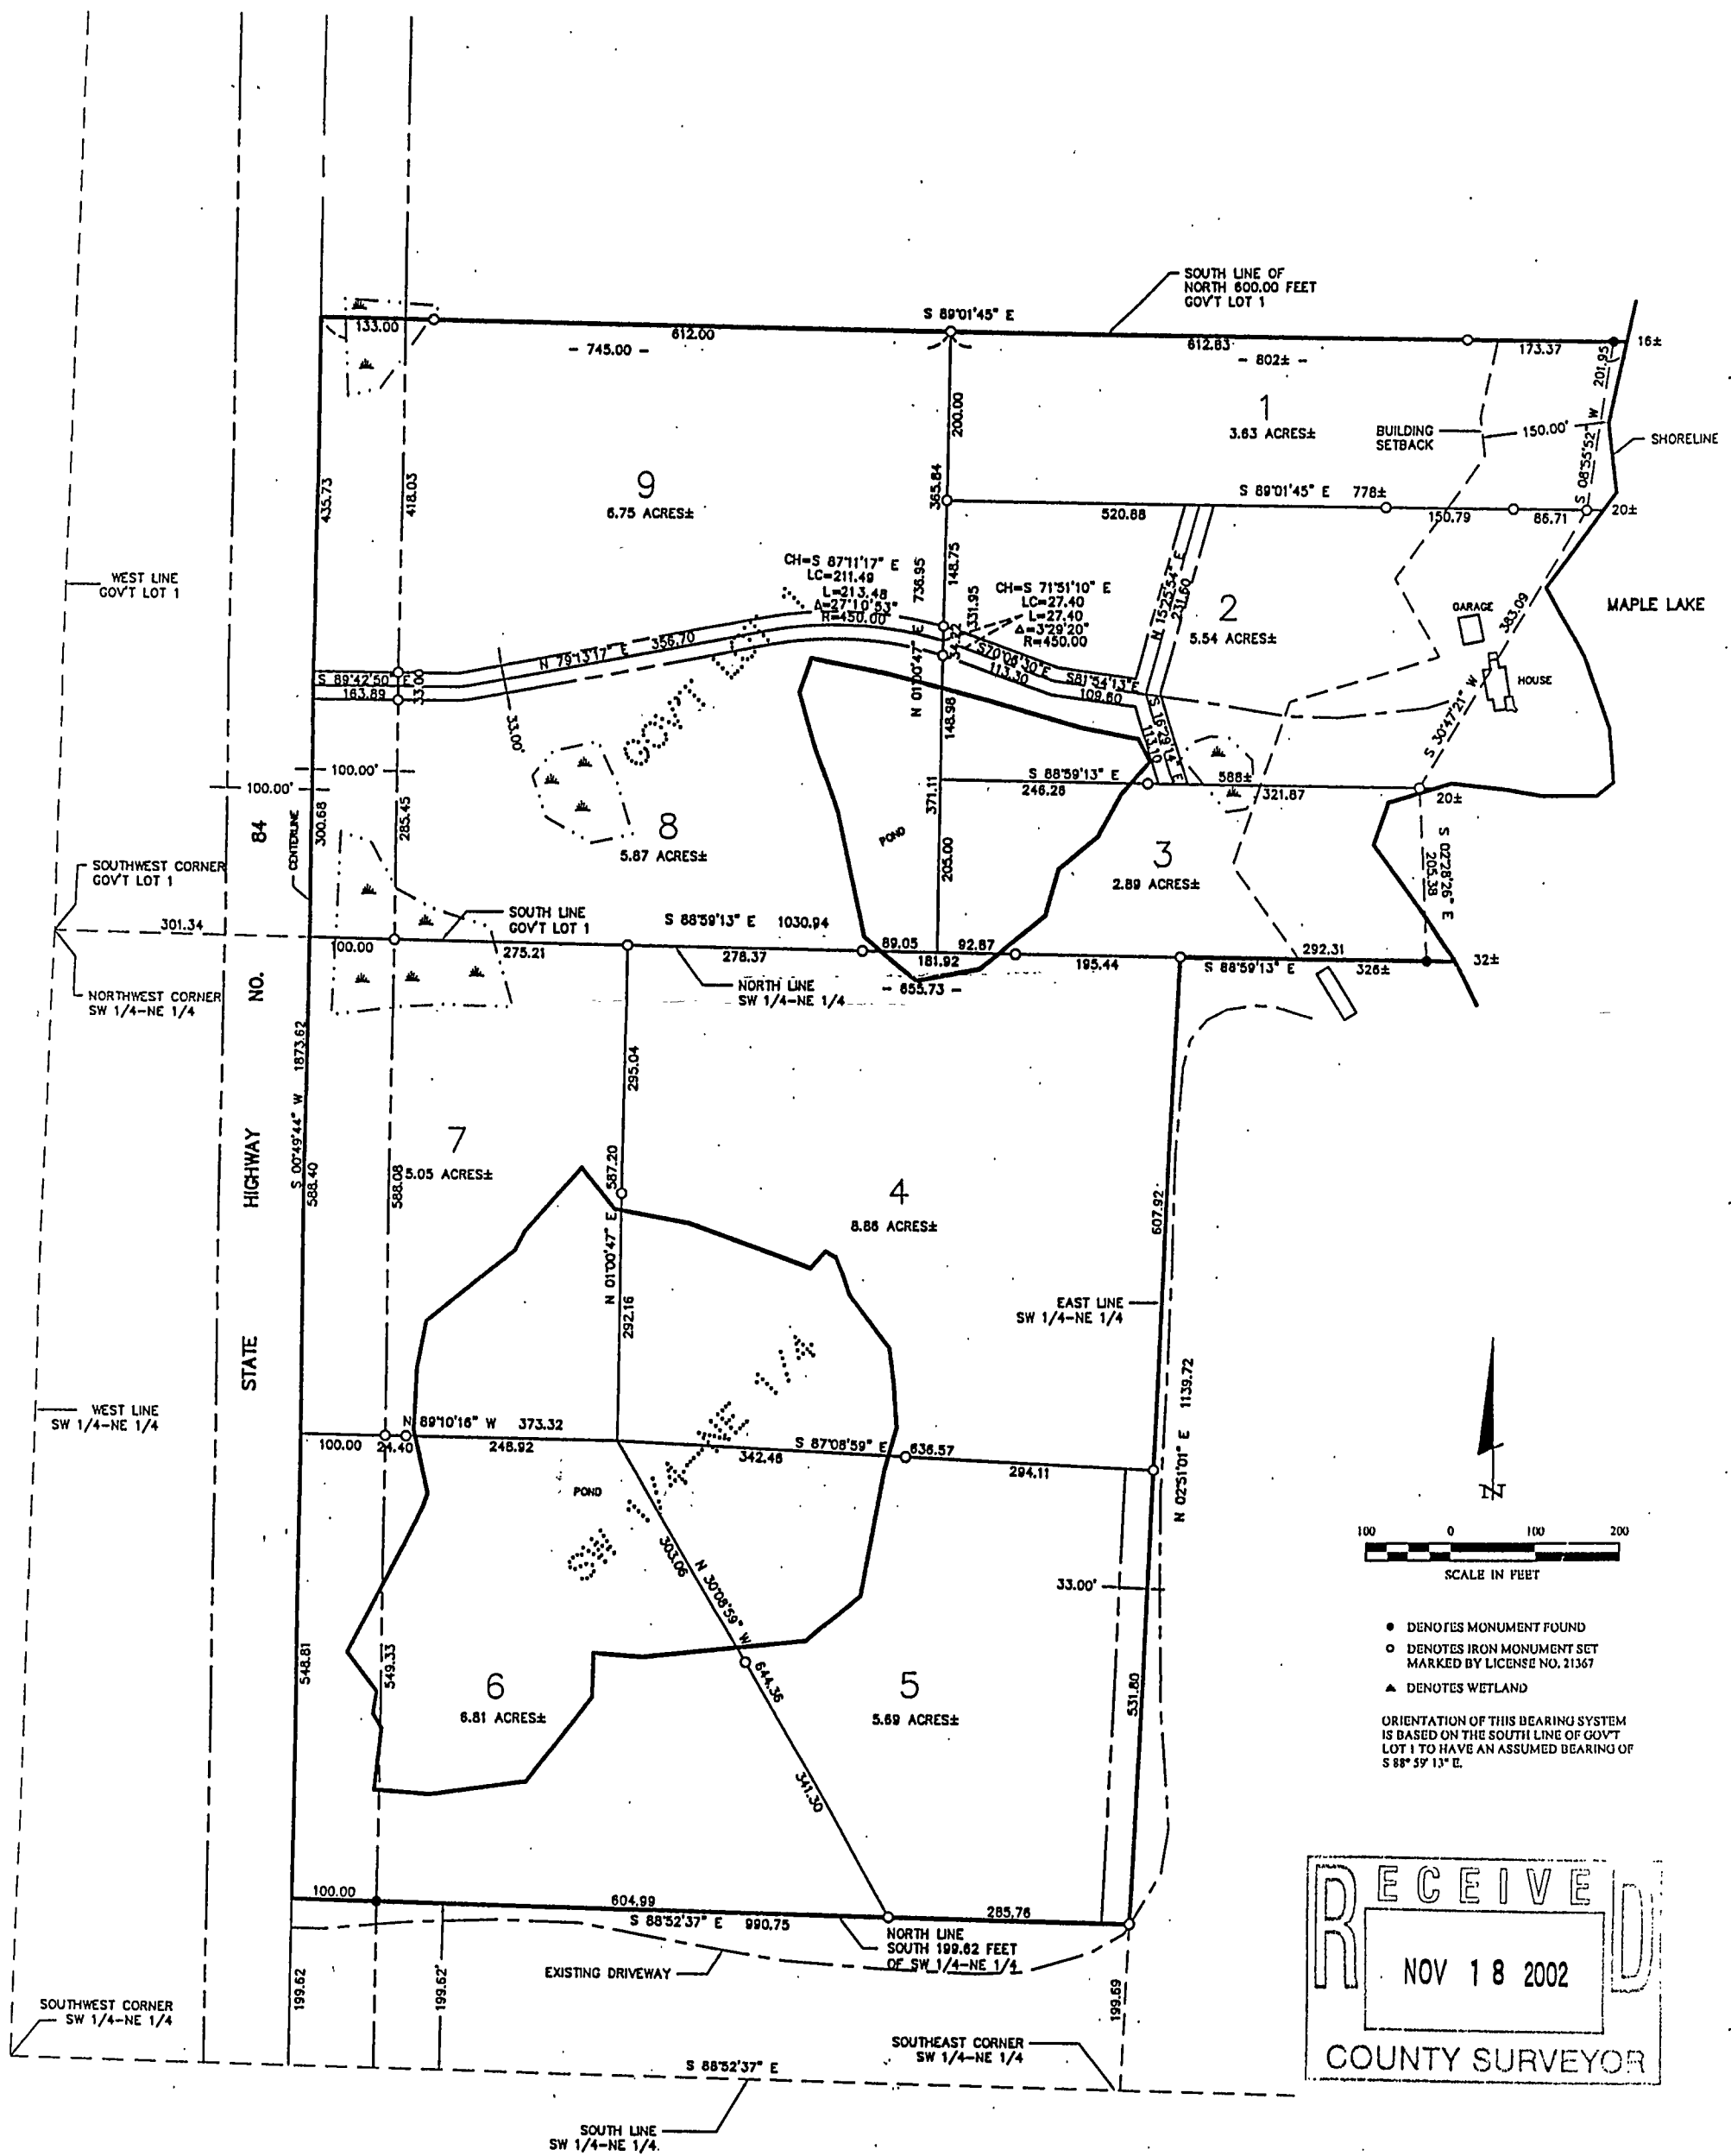 SOUTH LINE OF
NORTH 600.00 FEET
GOV'T LOT 1
S 89°01'45" E
133.00
612.00
- 745.00 -
612.83
- 802± -
173.37
16±
201.95
S 08°55'52" W
200.00
1
3.63 ACRES±
BUILDING
SETBACK
150.00'
SHORELINE
435.73
418.03
9
6.75 ACRES±
365.84
S 89°01'45" E 778±
520.88
150.79
86.71
20±
WEST LINE
GOV'T LOT 1
CH=S 87°11'17" E
LC=211.49
L=213.48
Δ=27°10'53"
R=450.00
736.95
148.75
331.95
CH=S 71°51'10" E
LC=27.40
L=27.40
Δ=3°29'20"
R=450.00
N 15°25'54" E
231.60
2
5.54 ACRES±
GARAGE
383.09
MAPLE LAKE
HOUSE
S 30°47'21" W
N 79°13'17" E
356.70
34.22
S 89°42'50" E
163.89
33.00
33.00'
N 01°00'47" E
S70°06'30"E
113.30
S81°54'13"E
109.60
148.98
S 16°29'14" E
113.10
GOV'T LOT 1
100.00'
100.00'
S 88°59'13" E
246.26
588±
321.87
20±
84
CENTERLINE
300.68
285.45
8
5.87 ACRES±
POND
371.11
205.00
3
2.89 ACRES±
S 02°28'26" E
205.38
SOUTHWEST CORNER
GOV'T LOT 1
301.34
SOUTH LINE
GOV'T LOT 1
S 88°59'13" E 1030.94
100.00
275.21
278.37
89.05
92.87
181.92
- 655.73 -
195.44
292.31
S 88°59'13" E
326±
32±
NORTH LINE
SW 1/4-NE 1/4
NORTHWEST CORNER
SW 1/4-NE 1/4
NO.
S 00°49'44" W 1873.62
588.40
588.08
295.04
7
5.05 ACRES±
HIGHWAY
587.20
4
8.86 ACRES±
607.92
N 01°00'47" E
292.16
EAST LINE
SW 1/4-NE 1/4
STATE
SW 1/4-NE 1/4
N 02°51'01" E 1139.72
WEST LINE
SW 1/4-NE 1/4
N 89°10'16" W 373.32
100.00
24.40
248.92
S 87°08'59" E
636.57
342.46
294.11
POND
303.06
N 30°08'59" W
33.00'
N
100 0 100 200
SCALE IN FEET
DENOTES MONUMENT FOUND
DENOTES IRON MONUMENT SET
MARKED BY LICENSE NO. 21367
DENOTES WETLAND
548.81
549.33
644.36
6
6.81 ACRES±
5
5.69 ACRES±
531.80
ORIENTATION OF THIS BEARING SYSTEM
IS BASED ON THE SOUTH LINE OF GOV'T
LOT 1 TO HAVE AN ASSUMED BEARING OF
S 88° 59' 13" E.
341.30
100.00
604.99
S 88°52'37" E 990.75
285.76
NORTH LINE
SOUTH 199.62 FEET
OF SW 1/4-NE 1/4
EXISTING DRIVEWAY
RECEIVED
NOV 18 2002
COUNTY SURVEYOR
199.62
199.62'
199.69
SOUTHWEST CORNER
SW 1/4-NE 1/4
SOUTHEAST CORNER
SW 1/4-NE 1/4
S 88°52'37" E
SOUTH LINE
SW 1/4-NE 1/4.